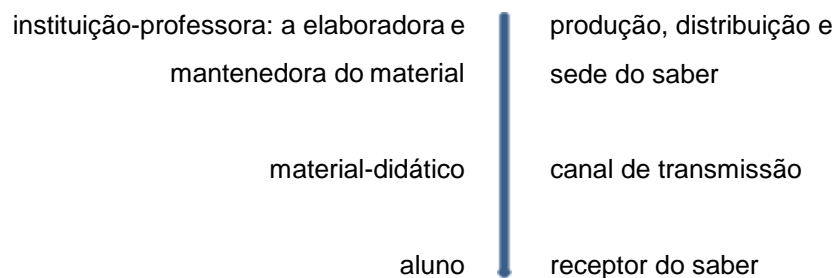 instituição-professora: a elaboradora e
mantenedora do material
produção, distribuição e
sede do saber
material-didático
canal de transmissão
aluno
receptor do saber